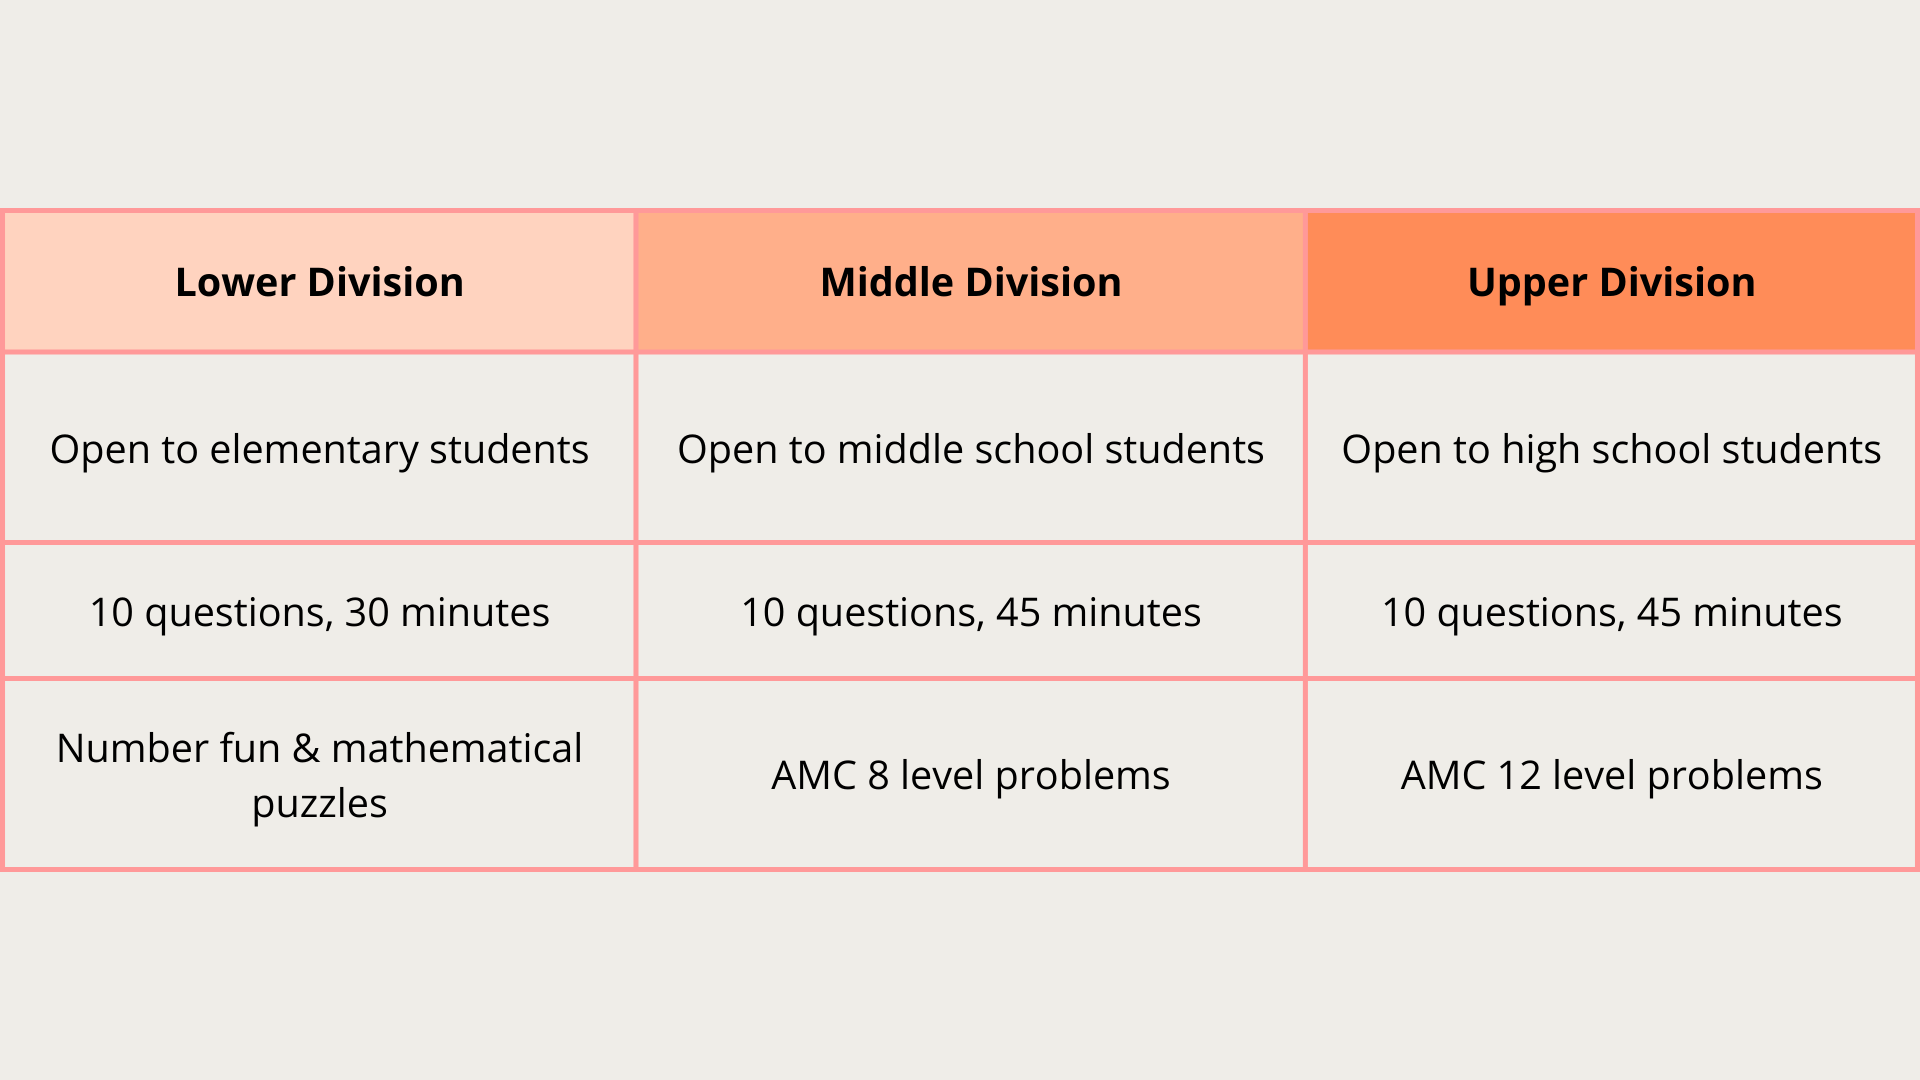 Lower Division
Middle Division
Upper Division
Open to elementary students
Open to middle school students
Open to high school students
10 questions, 30 minutes
10 questions, 45 minutes
10 questions, 45 minutes
Number fun & mathematical
puzzles
AMC 8 level problems
AMC 12 level problems